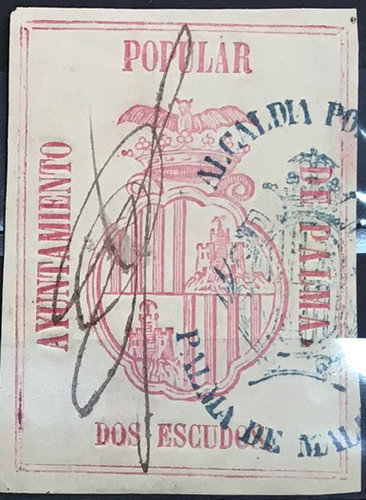 POPULAR
AYUNTAMIENTO
DE PALMA
DOS ESCUDOS
ALCALDIA PO
PALMA DE MAL